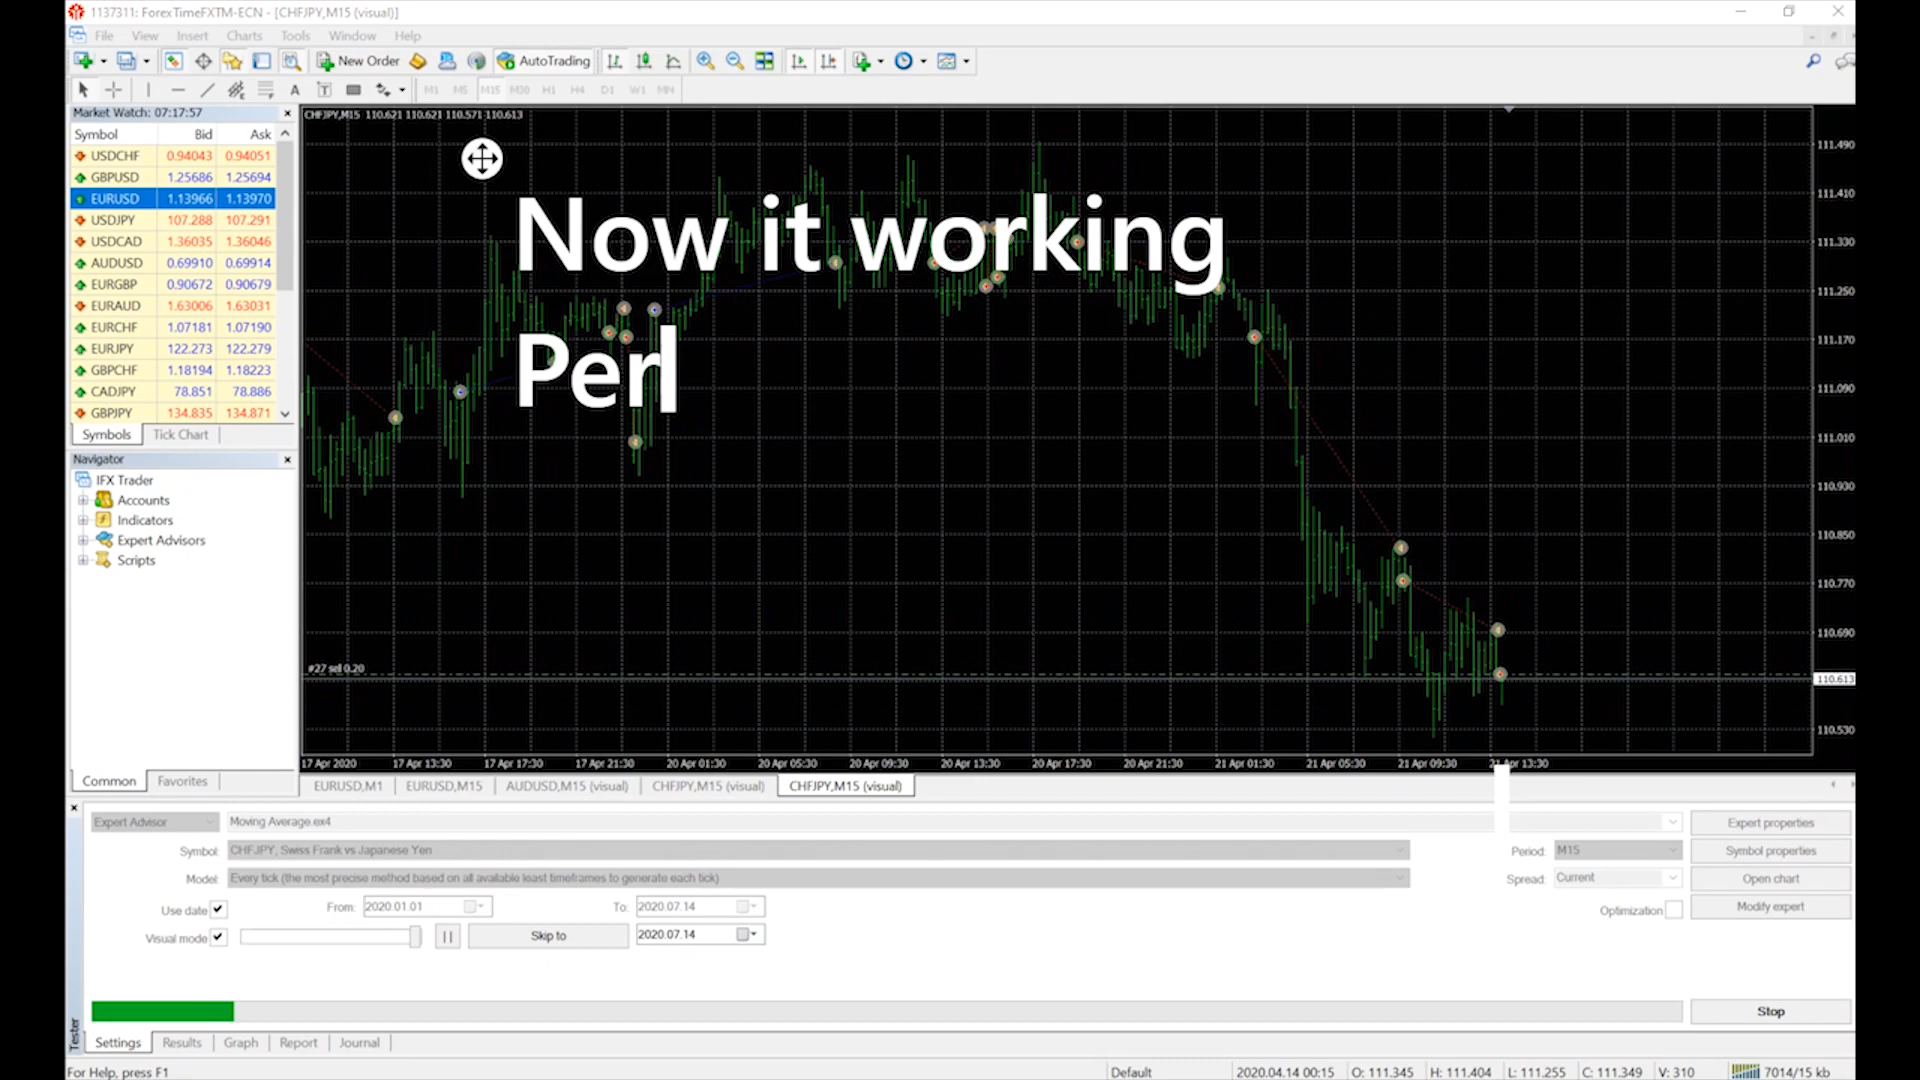 1137311: ForexTimeFXTM-ECN - [CHFJPY,M15 (visual)]
File View Insert Charts Tools Window Help
New Order AutoTrading
M1 M5 M15 M30 H1 H4 D1 W1 MN
Market Watch: 07:17:57
Symbol Bid Ask
USDCHF 0.94043 0.94051
GBPUSD 1.25686 1.25694
EURUSD 1.13966 1.13970
USDJPY 107.288 107.291
USDCAD 1.36035 1.36046
AUDUSD 0.69910 0.69914
EURGBP 0.90672 0.90679
EURAUD 1.63006 1.63031
EURCHF 1.07181 1.07190
EURJPY 122.273 122.279
GBPCHF 1.18194 1.18223
CADJPY 78.851 78.886
GBPJPY 134.835 134.871
Symbols Tick Chart
Navigator
IFX Trader
Accounts
Indicators
Expert Advisors
Scripts
Common Favorites
CHFJPY,M15 110.621 110.621 110.571 110.613
Now it working
Perl
#27 sell 0.20
111.490
111.410
111.330
111.250
111.170
111.090
111.010
110.930
110.850
110.770
110.690
110.613
110.530
17 Apr 2020 17 Apr 13:30 17 Apr 17:30 17 Apr 21:30 20 Apr 01:30 20 Apr 05:30 20 Apr 09:30 20 Apr 13:30 20 Apr 17:30 20 Apr 21:30 21 Apr 01:30 21 Apr 05:30 21 Apr 09:30 21 Apr 13:30
EURUSD,M1 EURUSD,M15 AUDUSD,M15 (visual) CHFJPY,M15 (visual) CHFJPY,M15 (visual)
Expert Advisor Moving Average.ex4 Expert properties
Symbol: CHFJPY, Swiss Frank vs Japanese Yen Period: M15 Symbol properties
Model: Every tick (the most precise method based on all available least timeframes to generate each tick) Spread: Current Open chart
Use date From: 2020.01.01 To: 2020.07.14 Optimization Modify expert
Visual mode Skip to 2020.07.14
Stop
Tester
Settings Results Graph Report Journal
For Help, press F1 Default 2020.04.14 00:15 O: 111.345 H: 111.404 L: 111.255 C: 111.349 V: 310 7014/15 kb